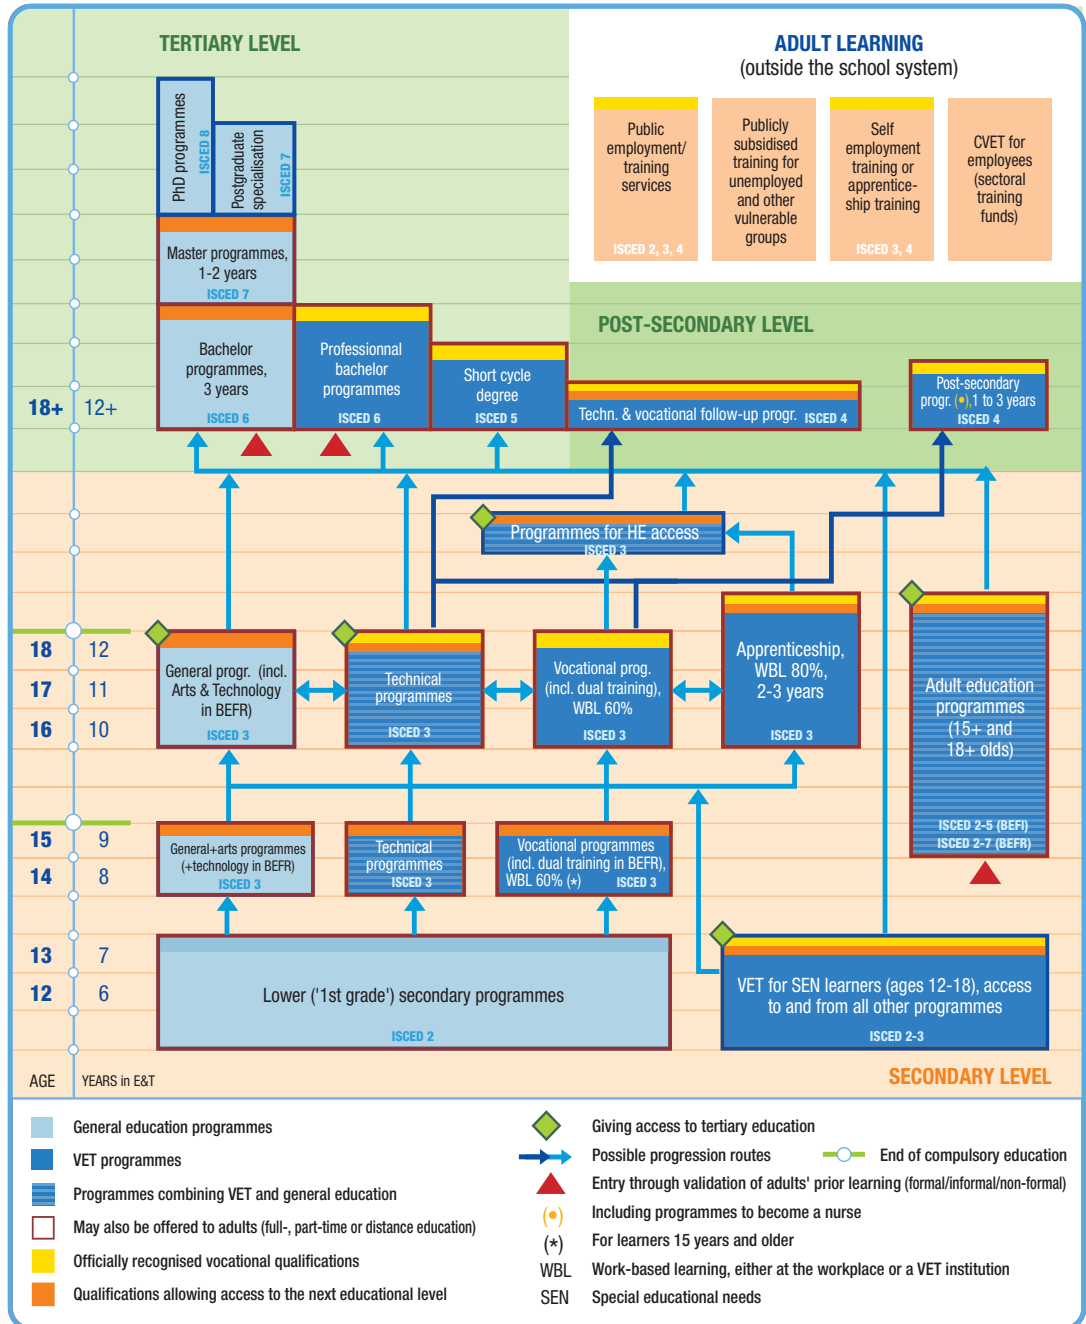 TERTIARY LEVEL
ADULT LEARNING
(outside the school system)
PhD programmes
ISCED 8
Postgraduate
specialisation
ISCED 7
Public
employment/
training
services
ISCED 2, 3, 4
Publicly
subsidised
training for
unemployed
and other
vulnerable
groups
Self
employment
training or
apprentice-
ship training
ISCED 3, 4
CVET for
employees
(sectoral
training
funds)
Master programmes,
1-2 years
ISCED 7
POST-SECONDARY LEVEL
Bachelor
programmes,
3 years
ISCED 6
Professionnal
bachelor
programmes
ISCED 6
Short cycle
degree
ISCED 5
Techn. & vocational follow-up progr. ISCED 4
Post-secondary
progr. (•),1 to 3 years
ISCED 4
18+ 12+
Programmes for HE access
ISCED 3
18 12
17 11
16 10
General progr. (incl.
Arts & Technology
in BEFR)
ISCED 3
Technical
programmes
ISCED 3
Vocational prog.
(incl. dual training),
WBL 60%
ISCED 3
Apprenticeship,
WBL 80%,
2-3 years
ISCED 3
Adult education
programmes
(15+ and
18+ olds)
ISCED 2-5 (BEFI)
ISCED 2-7 (BEFR)
15 9
14 8
General+arts programmes
(+technology in BEFR)
ISCED 3
Technical
programmes
ISCED 3
Vocational programmes
(incl. dual training in BEFR),
WBL 60% (*) ISCED 3
13 7
12 6
Lower ('1st grade') secondary programmes
ISCED 2
VET for SEN learners (ages 12-18), access
to and from all other programmes
ISCED 2-3
AGE YEARS in E&T
SECONDARY LEVEL
General education programmes
VET programmes
Programmes combining VET and general education
May also be offered to adults (full-, part-time or distance education)
Officially recognised vocational qualifications
Qualifications allowing access to the next educational level
Giving access to tertiary education
Possible progression routes
End of compulsory education
Entry through validation of adults' prior learning (formal/informal/non-formal)
(•) Including programmes to become a nurse
(*) For learners 15 years and older
WBL Work-based learning, either at the workplace or a VET institution
SEN Special educational needs